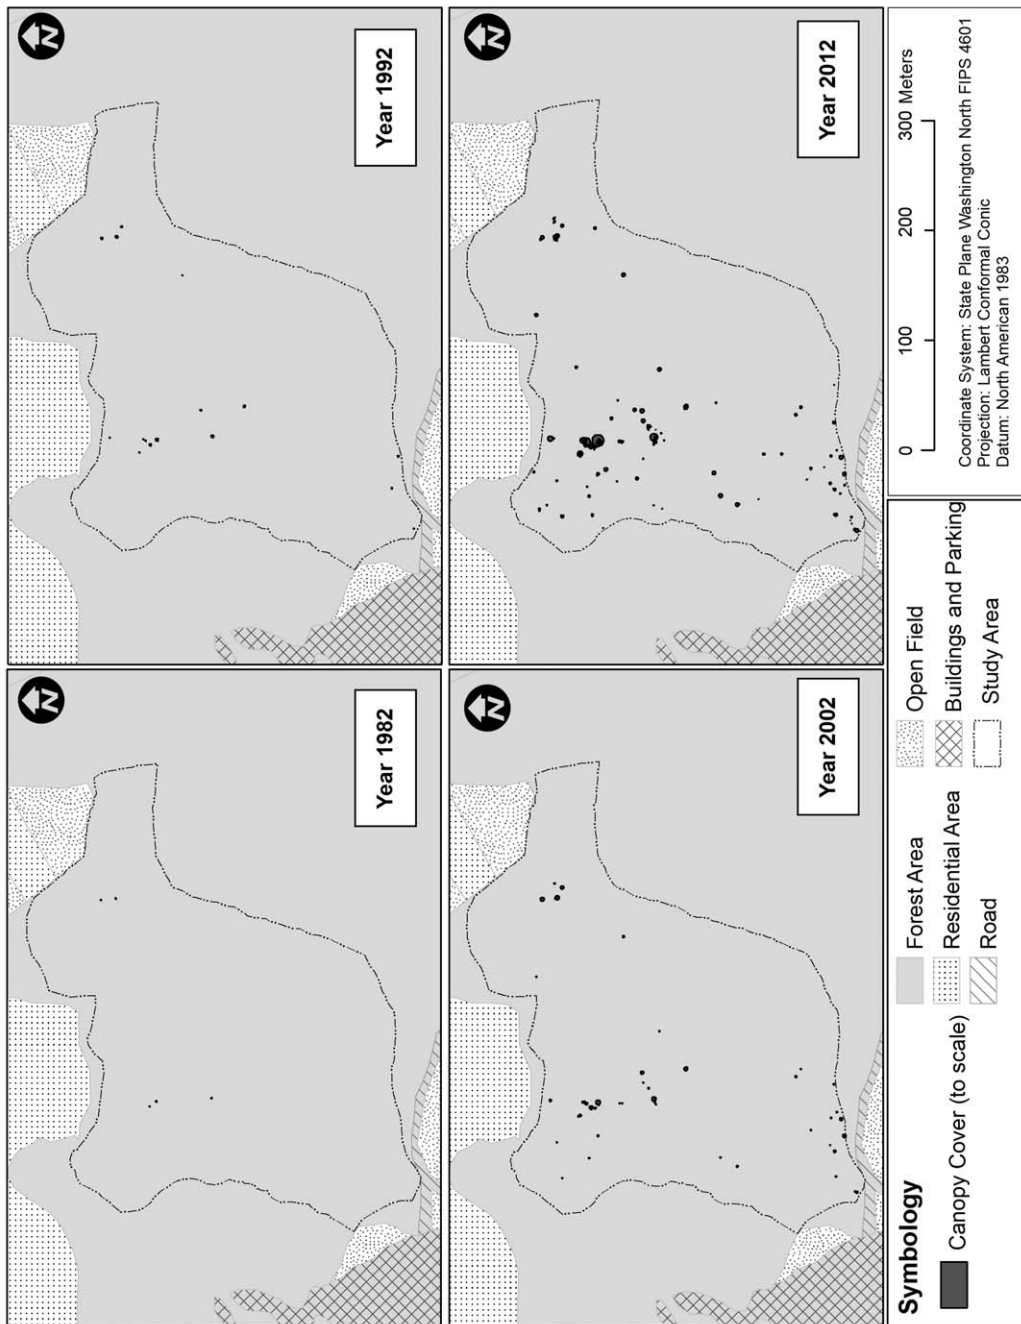 N
Year 1982
N
Year 1992
N
Year 2002
N
Year 2012
Symbology
Canopy Cover (to scale)
Forest Area
Residential Area
Road
Open Field
Buildings and Parking
Study Area
0 100 200 300 Meters
Coordinate System: State Plane Washington North FIPS 4601
Projection: Lambert Conformal Conic
Datum: North American 1983